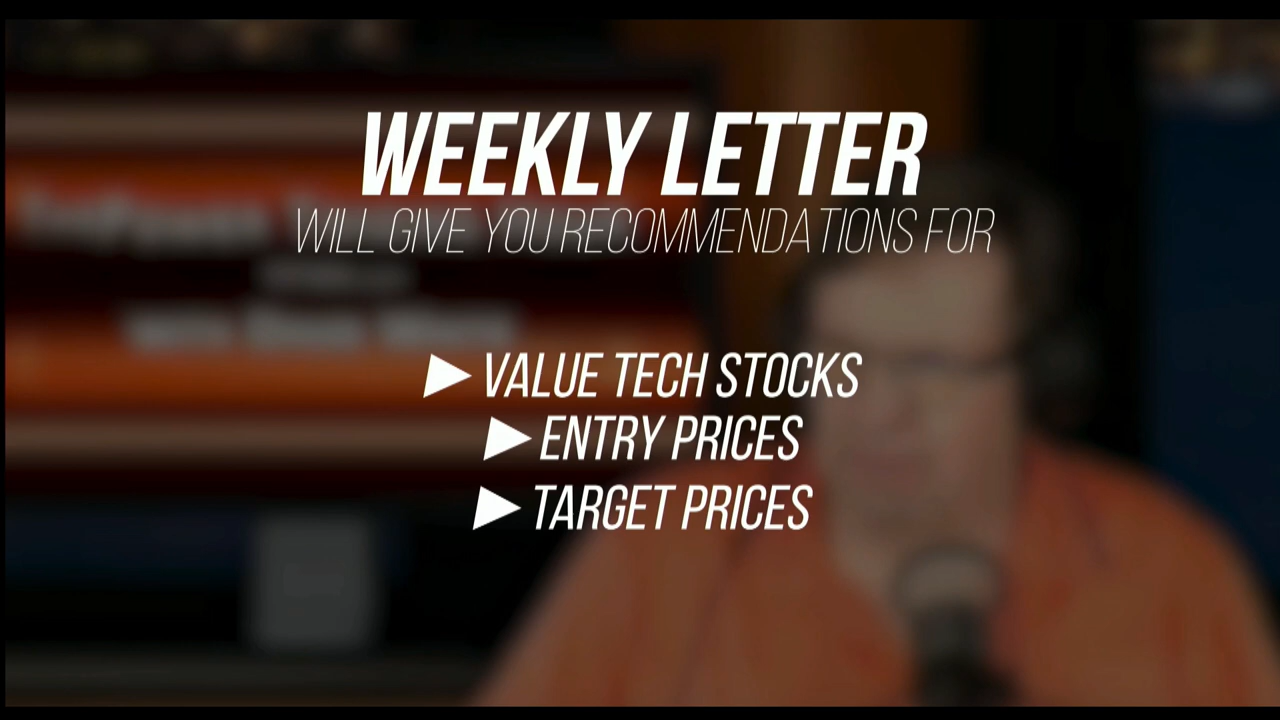 WEEKLY LETTER
WILL GIVE YOU RECOMMENDATIONS FOR
▶ VALUE TECH STOCKS
▶ ENTRY PRICES
▶ TARGET PRICES